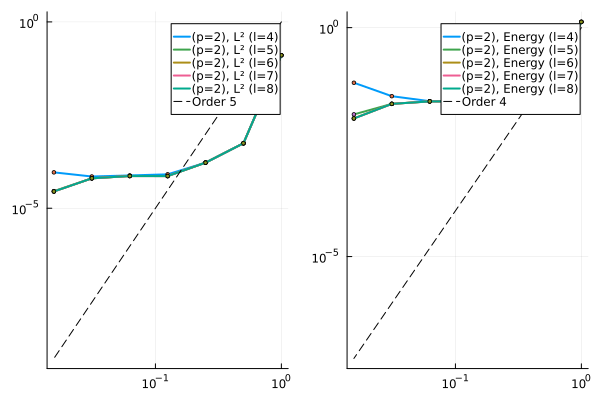 (p=2), L² (l=4)
(p=2), L² (l=5)
(p=2), L² (l=6)
(p=2), L² (l=7)
(p=2), L² (l=8)
Order 5
10⁰
10⁻⁵
10⁻¹
10⁰
(p=2), Energy (l=4)
(p=2), Energy (l=5)
(p=2), Energy (l=6)
(p=2), Energy (l=7)
(p=2), Energy (l=8)
Order 4
10⁰
10⁻⁵
10⁻¹
10⁰